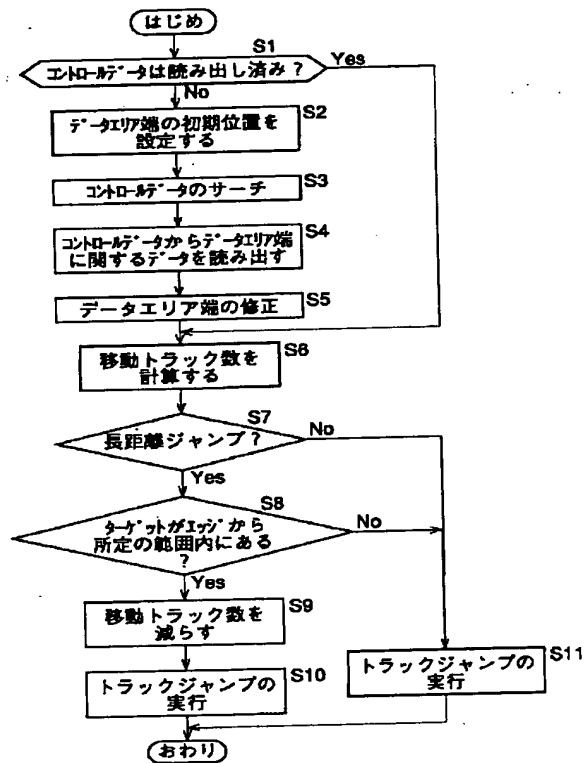 はじめ
S1
コントロールデータは読み出し済み？
Yes
No
S2
データエリア端の初期位置を
設定する
S3
コントロールデータのサーチ
S4
コントロールデータからデータエリア端
に関するデータを読み出す
S5
データエリア端の修正
S6
移動トラック数を
計算する
S7
長距離ジャンプ？
No
Yes
S8
ターゲットがエッジから
所定の範囲内にある
？
No
Yes
S9
移動トラック数を
減らす
S10
トラックジャンプの
実行
S11
トラックジャンプの
実行
おわり